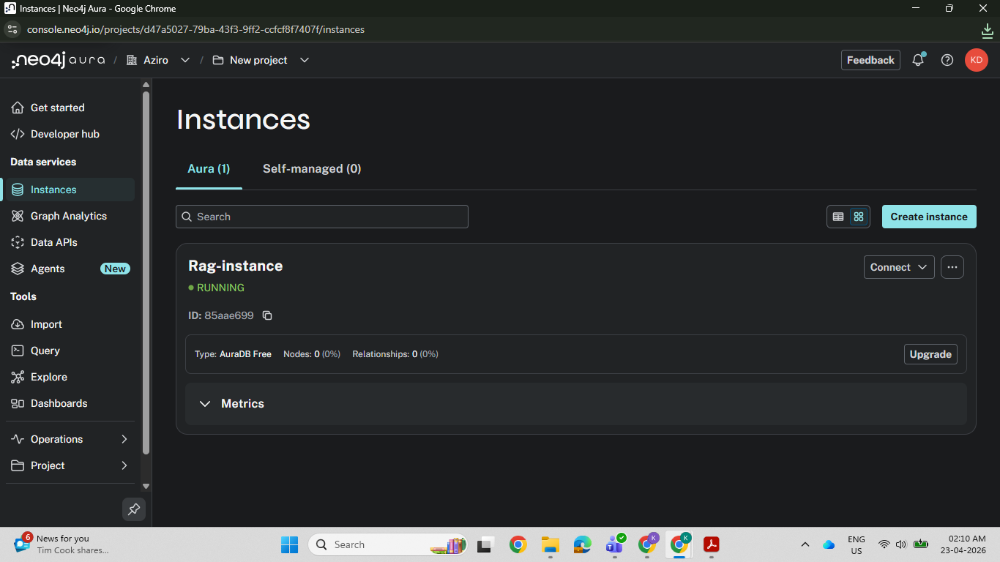 Instances | Neo4j Aura - Google Chrome
console.neo4j.io/projects/d47a5027-79ba-43f3-9ff2-ccfcf8f7407f/instances
neo4j aura / Aziro / New project
Feedback
KD
Get started
Developer hub
Data services
Instances
Graph Analytics
Data APIs
Agents New
Tools
Import
Query
Explore
Dashboards
Operations
Project
Instances
Aura (1) Self-managed (0)
Search
Create instance
Rag-instance
Connect
RUNNING
ID: 85aae699
Type: AuraDB Free Nodes: 0 (0%) Relationships: 0 (0%)
Upgrade
Metrics
6
News for you
Tim Cook shares...
Search
T
K
K
ENG
US
02:10 AM
23-04-2026